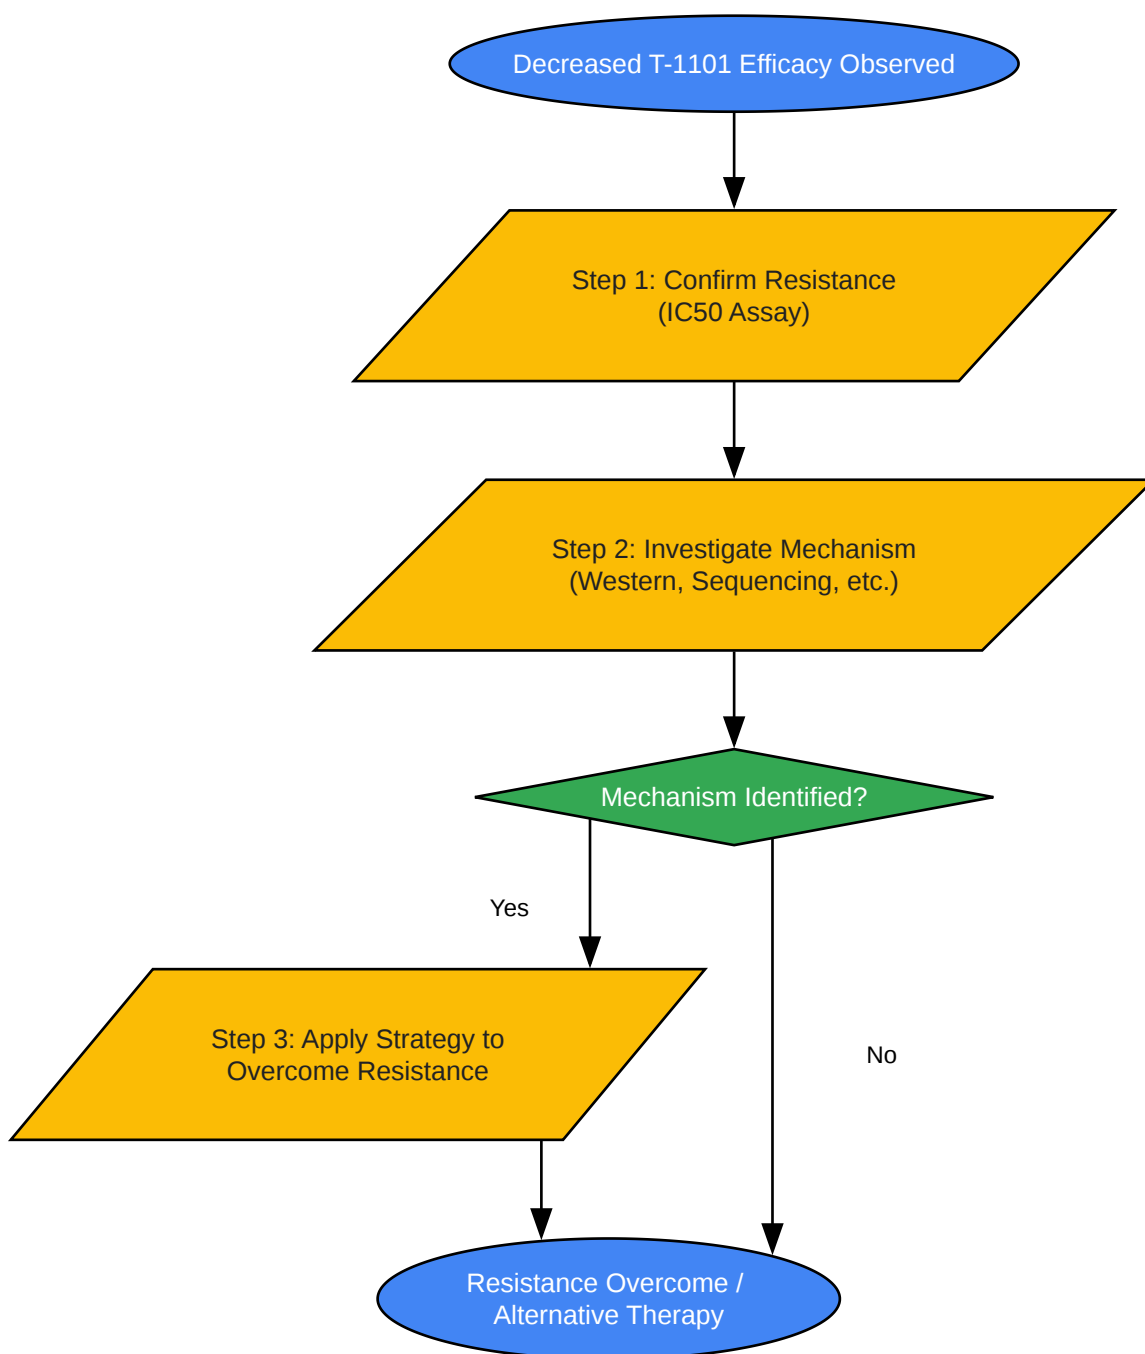 Decreased T-1101 Efficacy Observed
Step 1: Confirm Resistance
(IC50 Assay)
Step 2: Investigate Mechanism
(Western, Sequencing, etc.)
Mechanism Identified?
Yes
Step 3: Apply Strategy to
Overcome Resistance
No
Resistance Overcome /
Alternative Therapy